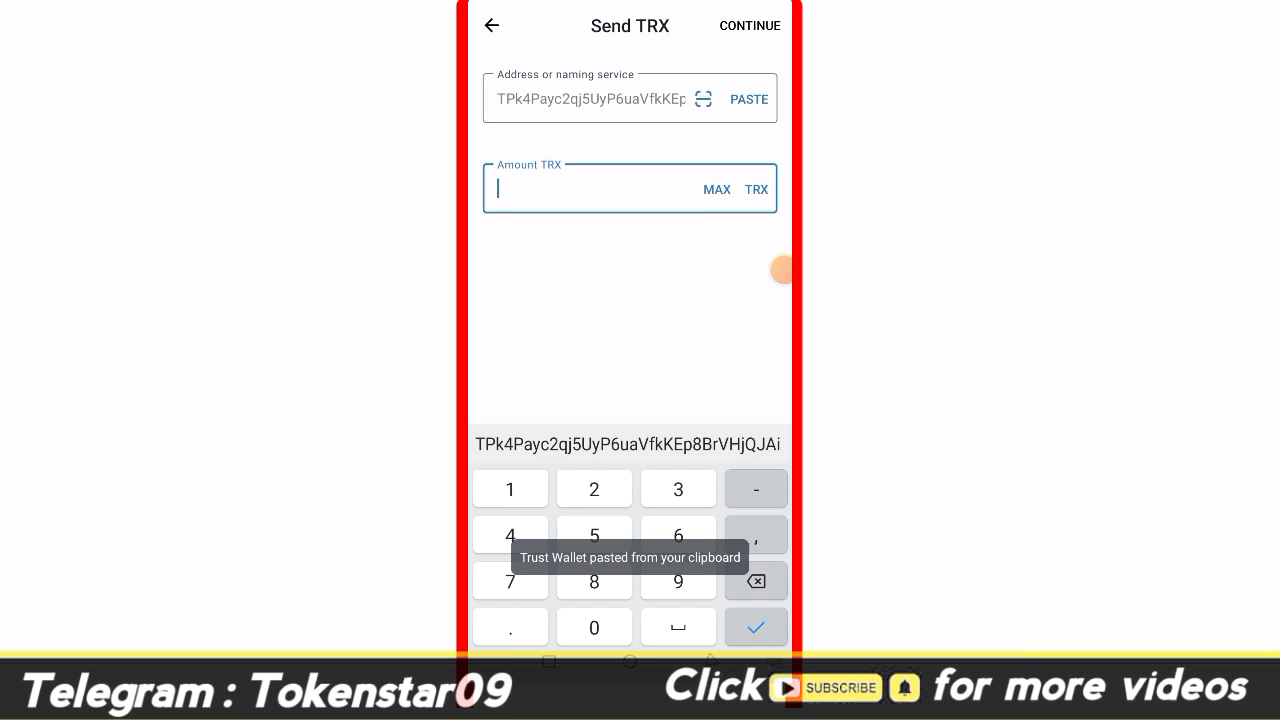 Send TRX
CONTINUE
Address or naming service
TPk4Payc2qj5UyP6uaVfkKEp
PASTE
Amount TRX
MAX TRX
TPk4Payc2qj5UyP6uaVfkKEp8BrVHjQJAi
1 2 3 -
4 5 6 ,
Trust Wallet pasted from your clipboard
7 8 9
. 0
Telegram : Tokenstar09
Click SUBSCRIBE for more videos